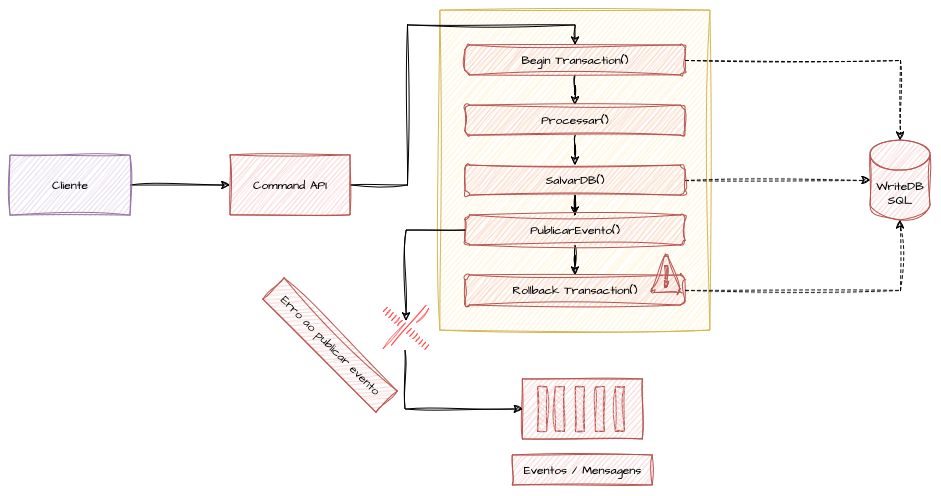 Begin Transaction()
Processar()
Cliente
Command API
SalvarDB()
WriteDB
SQL
PublicarEvento()
Rollback Transaction()
Erro ao publicar evento
Eventos / Mensagens